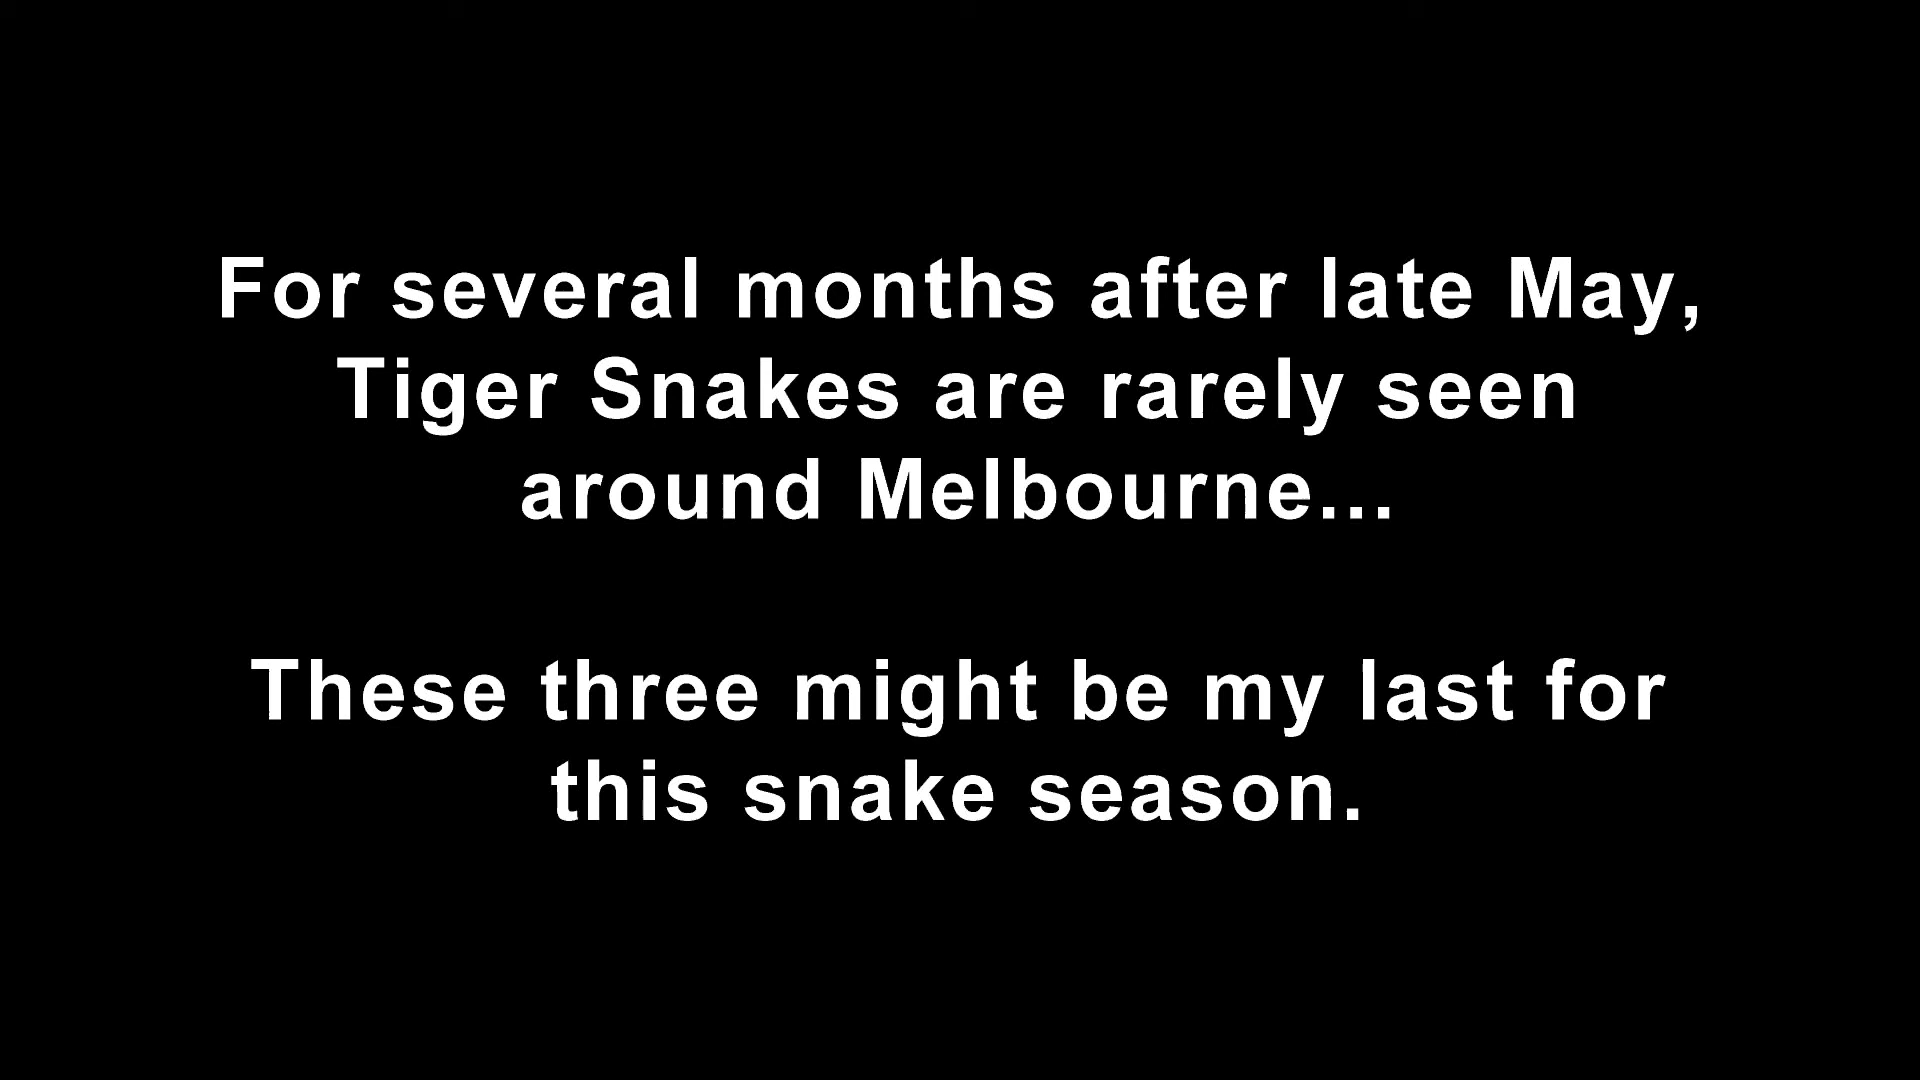 For several months after late May,
Tiger Snakes are rarely seen
around Melbourne...
These three might be my last for
this snake season.